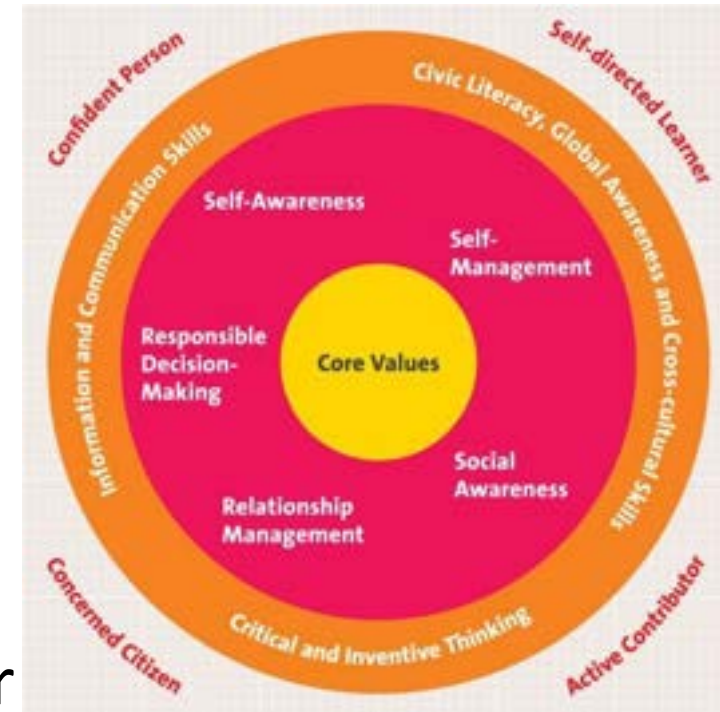 Confident Person
Self-directed Learner
Civic Literacy, Global Awareness and Cross-cultural Skills
Information and Communication Skills
Self-Awareness
Self-
Management
Responsible
Decision-
Making
Core Values
Social
Awareness
Relationship
Management
Critical and Inventive Thinking
Concerned Citizen
Active Contributor
r